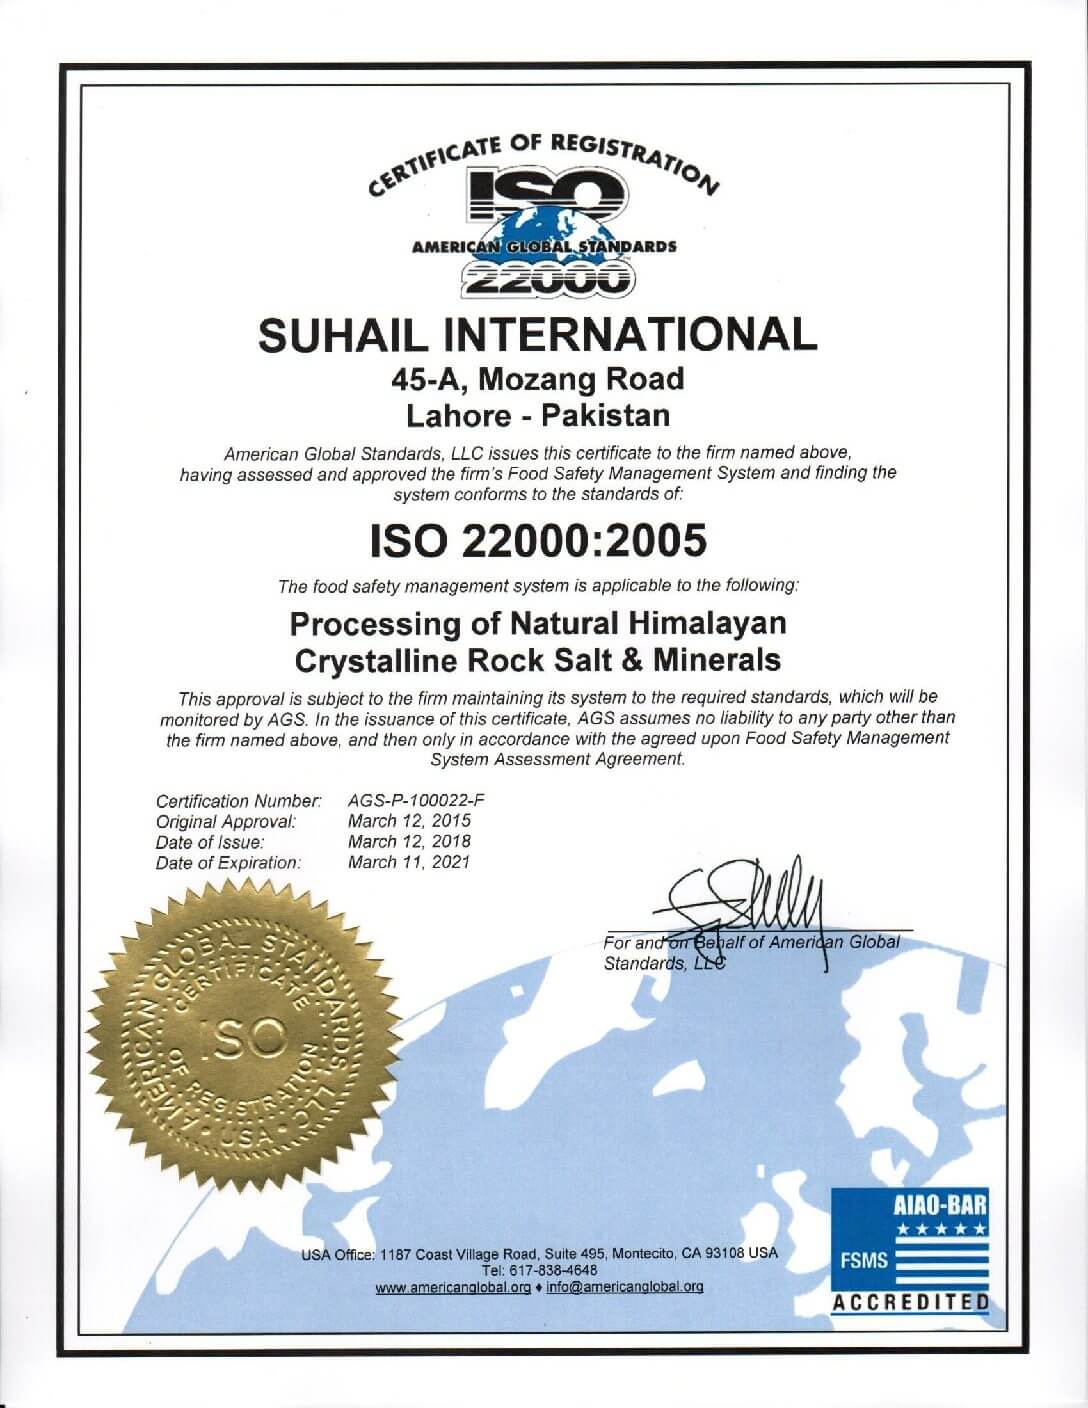 CERTIFICATE OF REGISTRATION
ISO
AMERICAN GLOBAL STANDARDS
22000
SUHAIL INTERNATIONAL
45-A, Mozang Road
Lahore - Pakistan
American Global Standards, LLC issues this certificate to the firm named above,
having assessed and approved the firm's Food Safety Management System and finding the
system conforms to the standards of:
ISO 22000:2005
The food safety management system is applicable to the following:
Processing of Natural Himalayan
Crystalline Rock Salt & Minerals
This approval is subject to the firm maintaining its system to the required standards, which will be
monitored by AGS. In the issuance of this certificate, AGS assumes no liability to any party other than
the firm named above, and then only in accordance with the agreed upon Food Safety Management
System Assessment Agreement.
Certification Number: AGS-P-100022-F
Original Approval: March 12, 2015
Date of Issue: March 12, 2018
Date of Expiration: March 11, 2021
For and on Behalf of American Global
Standards, LLC
AMERICAN GLOBAL STANDARDS, LLC
CERTIFICATE
ISO
OF REGISTRATION
• USA •
AIAO-BAR
FSMS
ACCREDITED
USA Office: 1187 Coast Village Road, Suite 495, Montecito, CA 93108 USA
Tel: 617-838-4648
www.americanglobal.org ♦ info@americanglobal.org